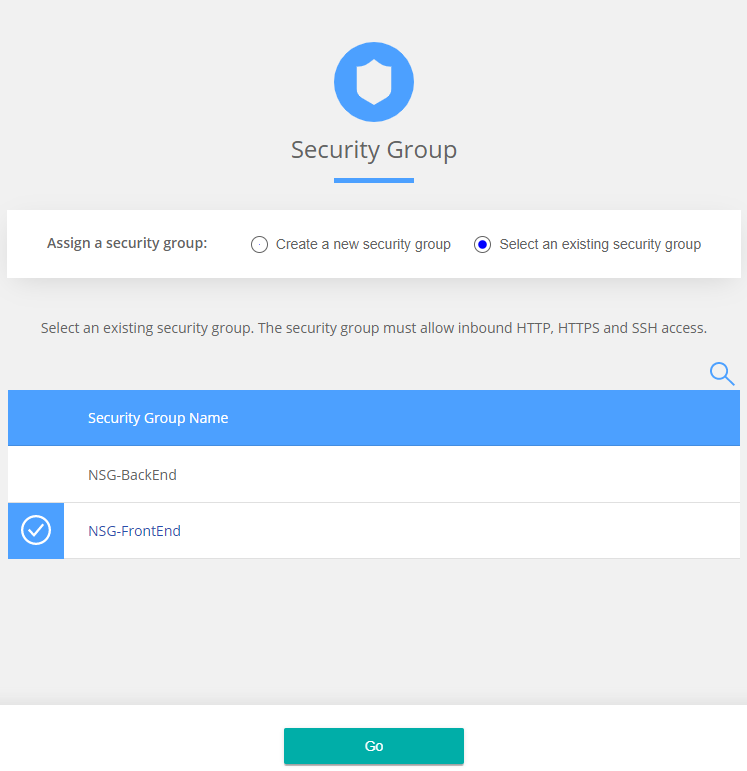 Security Group
Assign a security group: Create a new security group Select an existing security group
Select an existing security group. The security group must allow inbound HTTP, HTTPS and SSH access.
Security Group Name
NSG-BackEnd
NSG-FrontEnd
Go